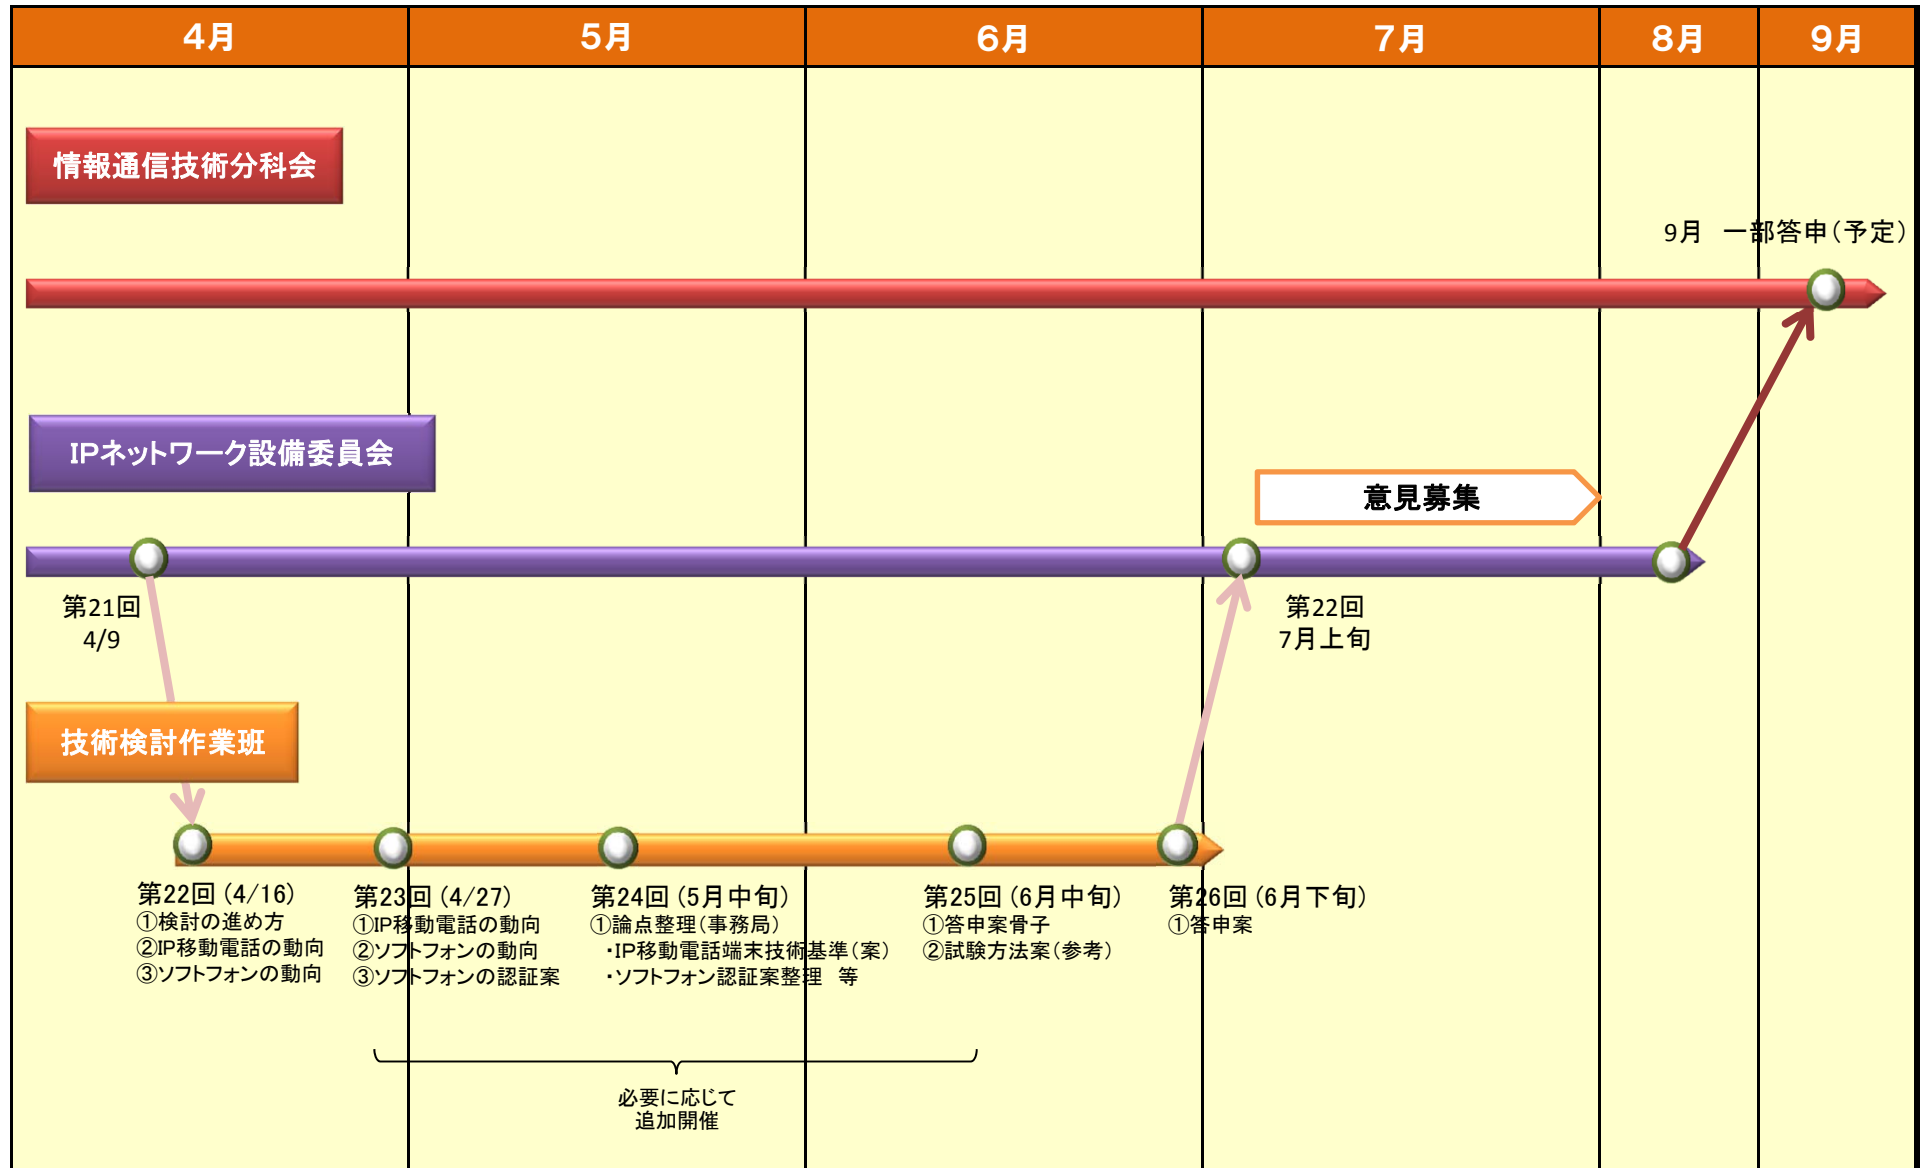 4月
5月
6月
7月
8月
9月
情報通信技術分科会
9月　一部答申(予定)
IPネットワーク設備委員会
意見募集
第21回
4/9
第22回
7月上旬
技術検討作業班
第22回 (4/16)
①検討の進め方
②IP移動電話の動向
③ソフトフォンの動向
第23回 (4/27)
①IP移動電話の動向
②ソフトフォンの動向
③ソフトフォンの認証案
第24回 (5月中旬)
①論点整理(事務局)
・IP移動電話端末技術基準(案)
・ソフトフォン認証案整理　等
第25回 (6月中旬)
①答申案骨子
②試験方法案(参考)
第26回 (6月下旬)
①答申案
必要に応じて
追加開催